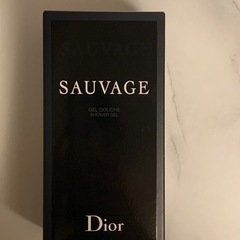 SAUVAGE
GEL DOUCHE
SHOWER GEL
Dior